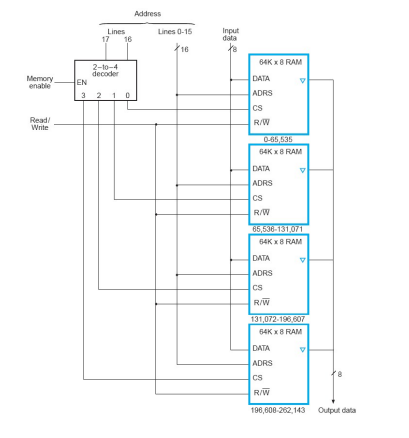 Address
Lines
17 16
Lines 0-15
Input
data
16
8
2–to–4
decoder
Memory
enable
EN
3 2 1 0
Read/
Write
64K x 8 RAM
DATA
ADRS
CS
R/W̅
0-65,535
64K x 8 RAM
DATA
ADRS
CS
R/W̅
65,536-131,071
64K x 8 RAM
DATA
ADRS
CS
R/W̅
131,072-196,607
64K x 8 RAM
DATA
ADRS
CS
R/W̅
196,608-262,143
8
Output data